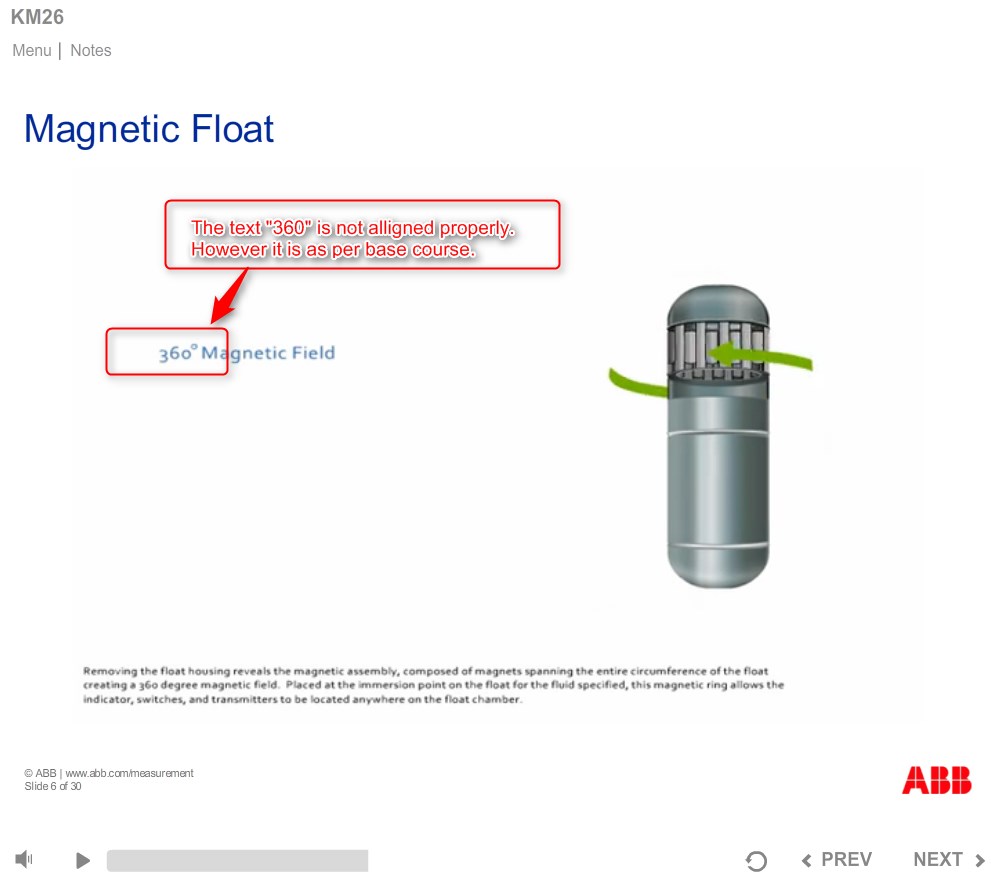 KM26
Menu | Notes
Magnetic Float
The text "360" is not alligned properly.
However it is as per base course.
360° Magnetic Field
Removing the float housing reveals the magnetic assembly, composed of magnets spanning the entire circumference of the float
creating a 360 degree magnetic field. Placed at the immersion point on the float for the fluid specified, this magnetic ring allows the
indicator, switches, and transmitters to be located anywhere on the float chamber.
© ABB | www.abb.com/measurement
Slide 6 of 30
ABB
PREV
NEXT